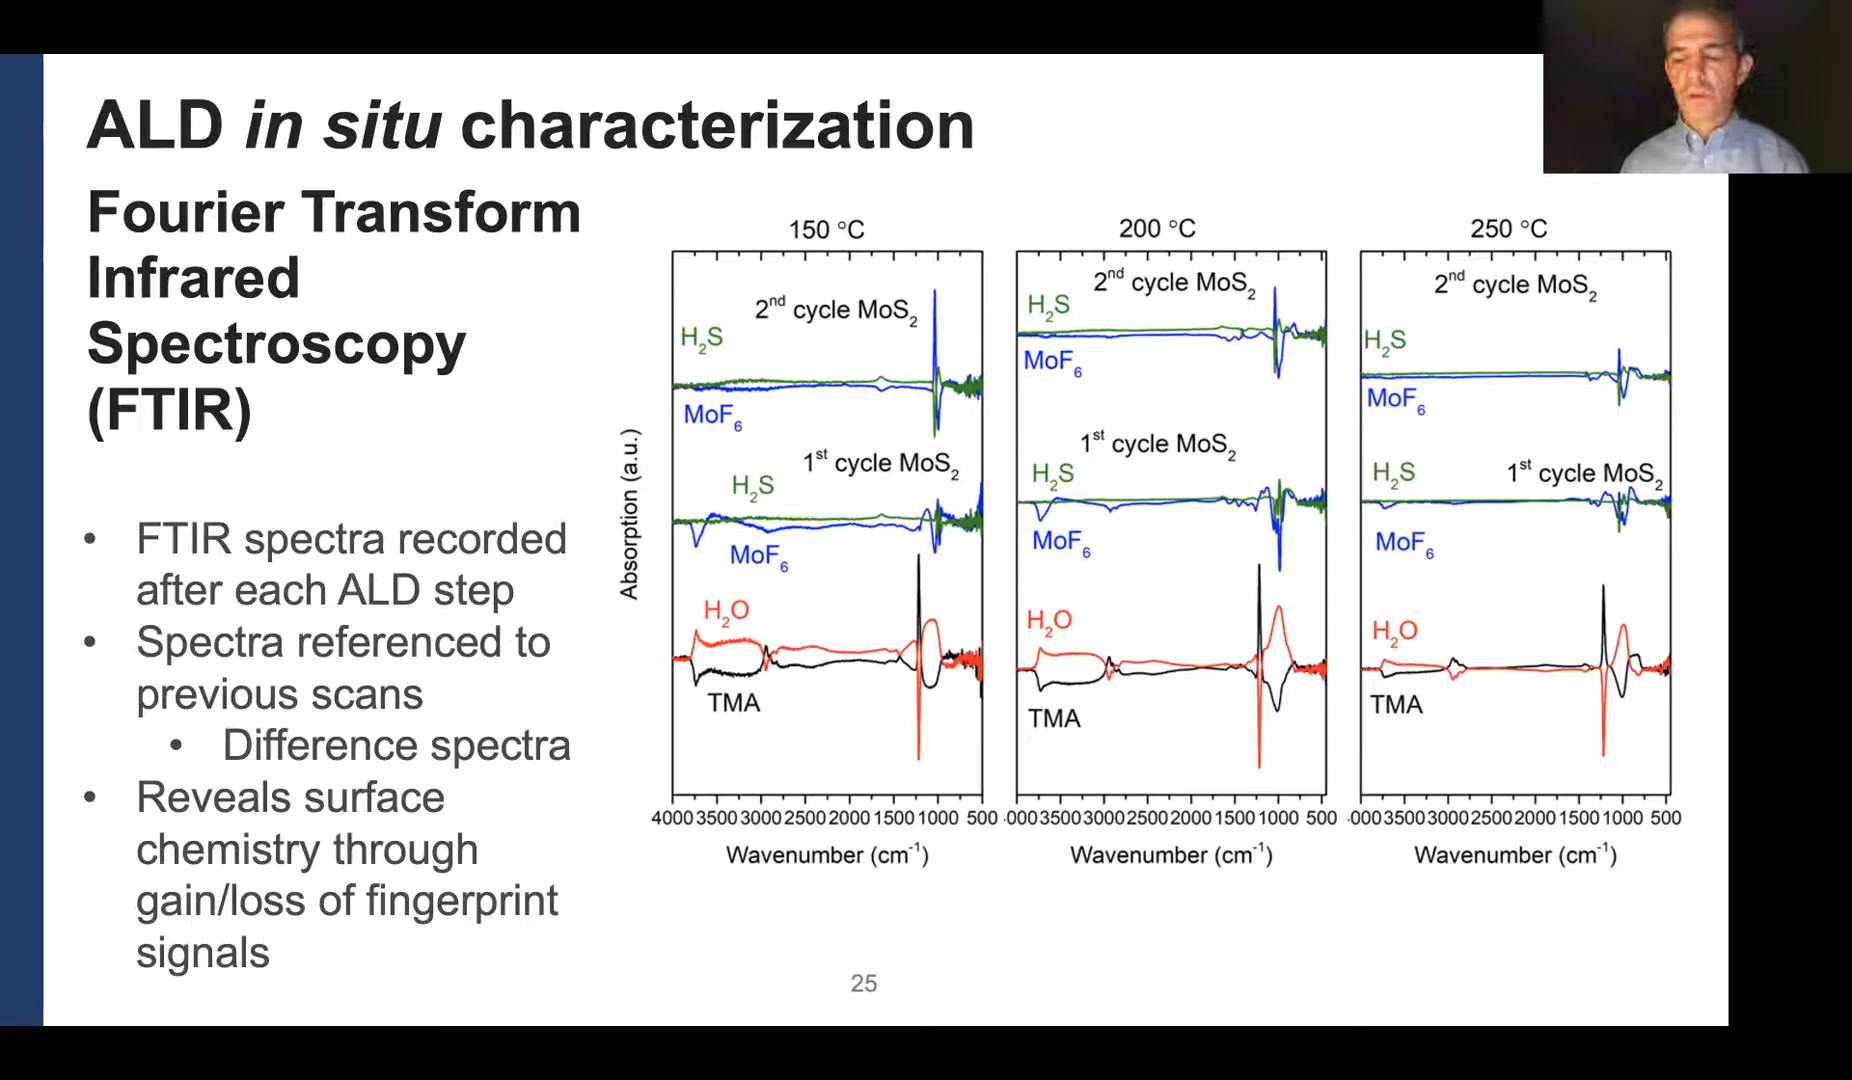 ALD in situ characterization
Fourier Transform
Infrared
Spectroscopy
(FTIR)
• FTIR spectra recorded
after each ALD step
• Spectra referenced to
previous scans
• Difference spectra
• Reveals surface
chemistry through
gain/loss of fingerprint
signals
Absorption (a.u.)
150 °C
2nd cycle MoS2
H2S
MoF6
1st cycle MoS2
H2S
MoF6
H2O
TMA
4000 3500 3000 2500 2000 1500 1000 500
Wavenumber (cm-1)
200 °C
2nd cycle MoS2
H2S
MoF6
1st cycle MoS2
H2S
MoF6
H2O
TMA
000 3500 3000 2500 2000 1500 1000 500
Wavenumber (cm-1)
250 °C
2nd cycle MoS2
H2S
MoF6
H2S
1st cycle MoS2
MoF6
H2O
TMA
000 3500 3000 2500 2000 1500 1000 500
Wavenumber (cm-1)
25